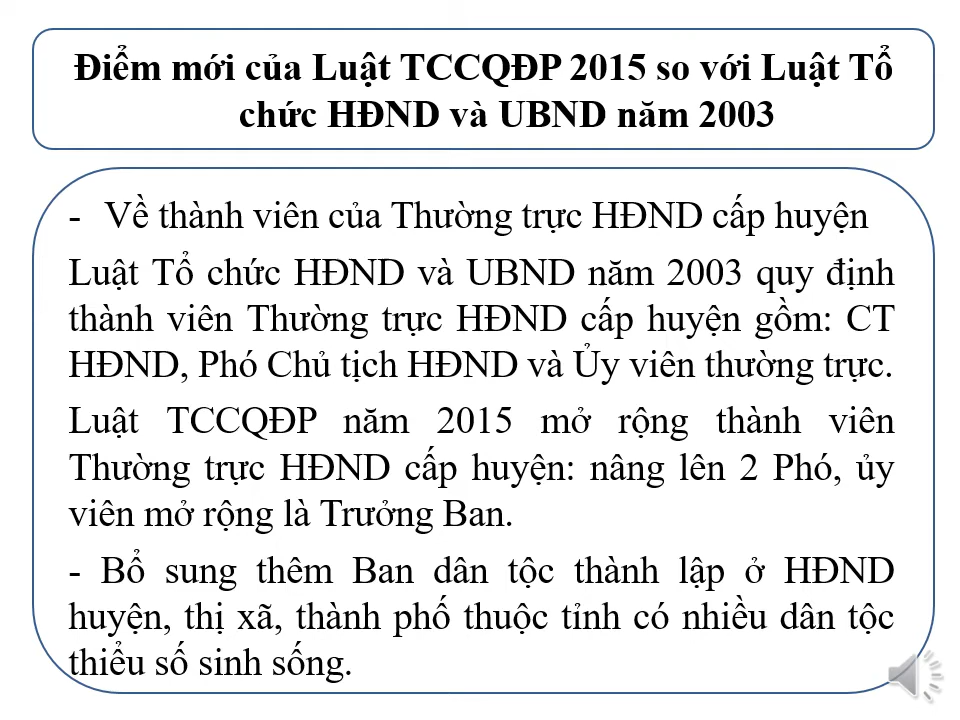 Điểm mới của Luật TCCQĐP 2015 so với Luật Tổ
chức HĐND và UBND năm 2003
- Về thành viên của Thường trực HĐND cấp huyện
Luật Tổ chức HĐND và UBND năm 2003 quy định
thành viên Thường trực HĐND cấp huyện gồm: CT
HĐND, Phó Chủ tịch HĐND và Ủy viên thường trực.
Luật TCCQĐP năm 2015 mở rộng thành viên
Thường trực HĐND cấp huyện: nâng lên 2 Phó, ủy
viên mở rộng là Trưởng Ban.
- Bổ sung thêm Ban dân tộc thành lập ở HĐND
huyện, thị xã, thành phố thuộc tỉnh có nhiều dân tộc
thiểu số sinh sống.